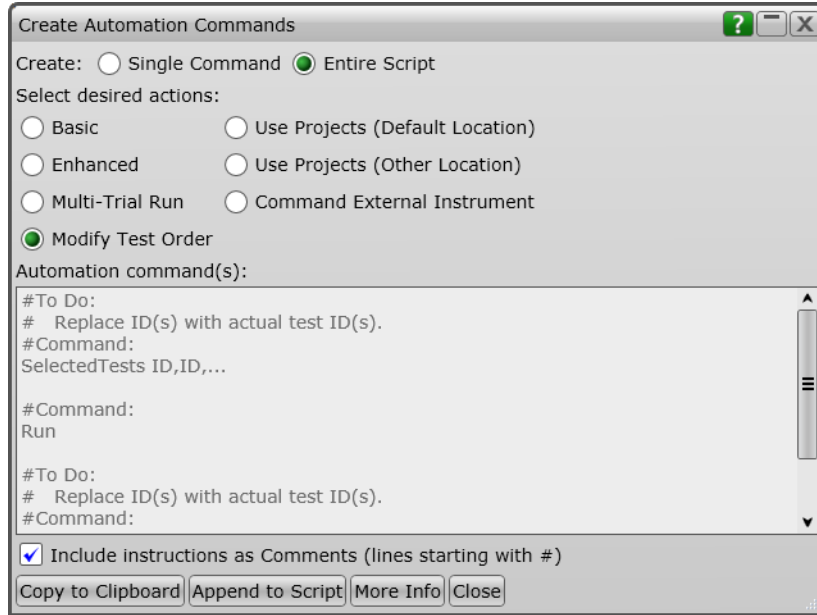 Create Automation Commands ? X
Create: Single Command Entire Script
Select desired actions:
Basic Use Projects (Default Location)
Enhanced Use Projects (Other Location)
Multi-Trial Run Command External Instrument
Modify Test Order
Automation command(s):
#To Do:
# Replace ID(s) with actual test ID(s).
#Command:
SelectedTests ID,ID,...
#Command:
Run
#To Do:
# Replace ID(s) with actual test ID(s).
#Command:
Include instructions as Comments (lines starting with #)
Copy to Clipboard Append to Script More Info Close